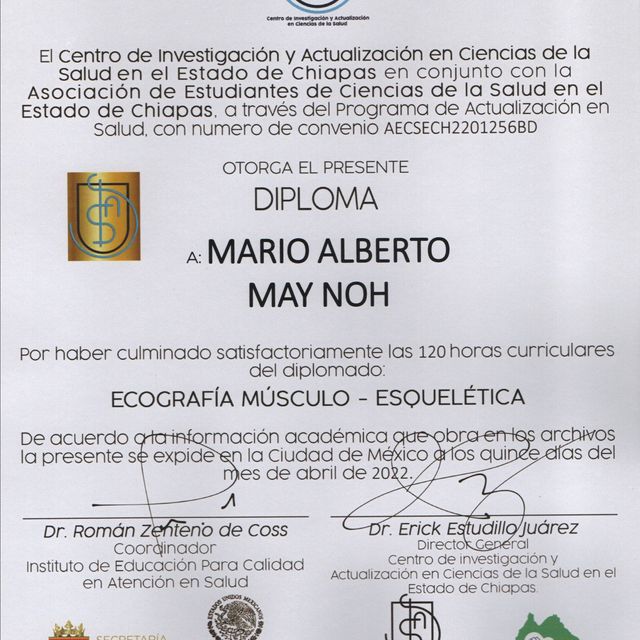 Centro de Investigación y Actualización
en Ciencias de la Salud
El Centro de Investigación y Actualización en Ciencias de la
Salud en el Estado de Chiapas en conjunto con la
Asociación de Estudiantes de Ciencias de la Salud en el
Estado de Chiapas, a través del Programa de Actualización en
Salud, con numero de convenio AECSECH2201256BD
OTORGA EL PRESENTE
DIPLOMA
A: MARIO ALBERTO
MAY NOH
Por haber culminado satisfactoriamente las 120 horas curriculares
del diplomado:
ECOGRAFÍA MÚSCULO - ESQUELÉTICA
De acuerdo a la información académica que obra en los archivos
la presente se expide en la Ciudad de México a los quince días del
mes de abril de 2022.
Dr. Román Zenteno de Coss
Coordinador
Instituto de Educación Para Calidad
en Atención en Salud
Dr. Erick Estudillo Juárez
Director General
Centro de investigación y
Actualización en Ciencias de la Salud en el
Estado de Chiapas.
SECRETARÍA
ESTADOS UNIDOS MEXICANOS